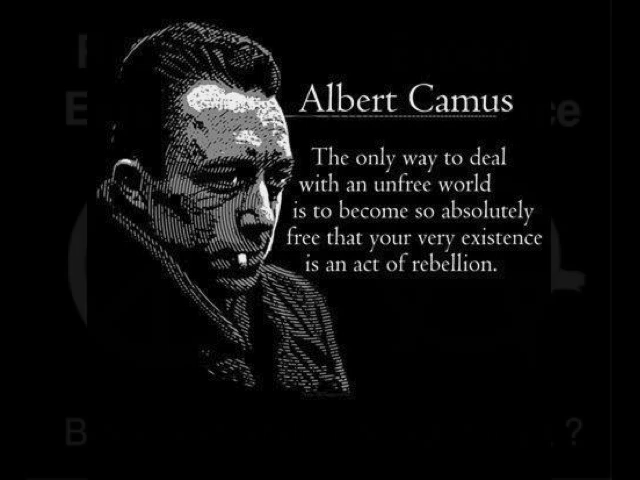 Albert Camus
The only way to deal
with an unfree world
is to become so absolutely
free that your very existence
is an act of rebellion.